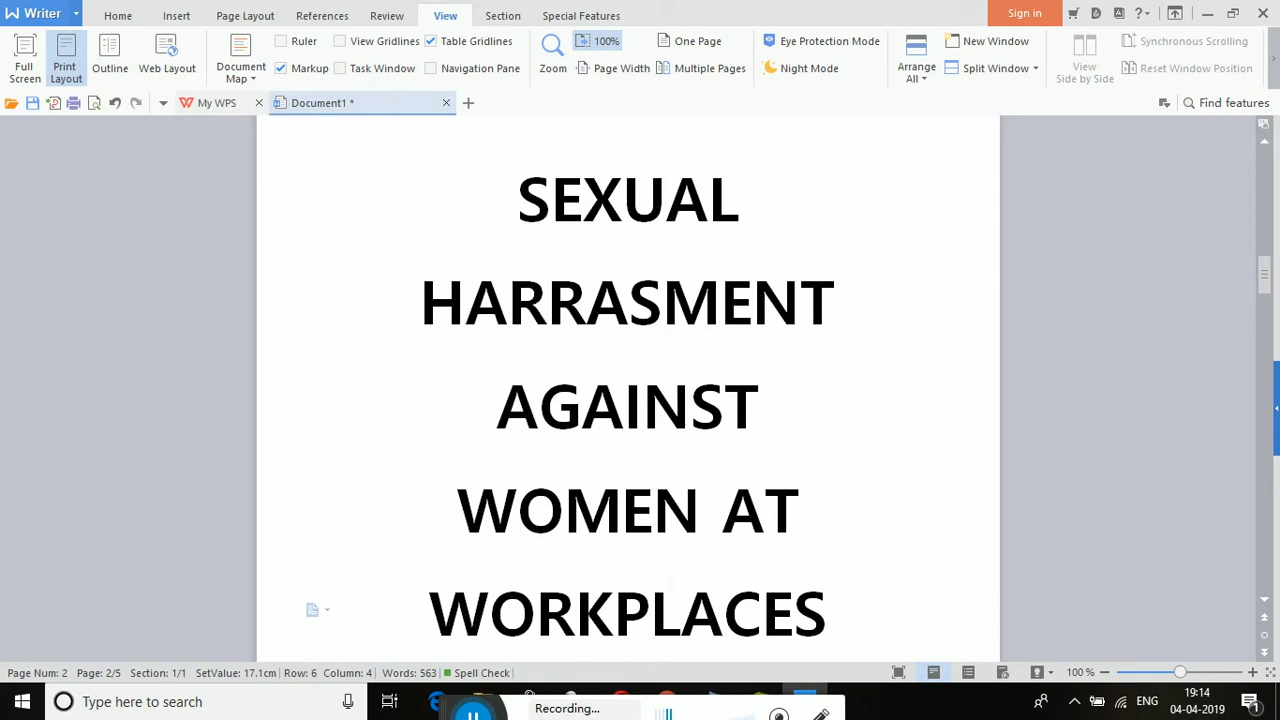 Writer
Home Insert Page Layout References Review View Section Special Features Sign in
Full Screen
Print Layout
Outline
Web Layout
Document Map
Ruler View Gridlines Table Gridlines
Markup Task Window Navigation Pane
Zoom
100% One Page
Page Width Multiple Pages
Eye Protection Mode
Night Mode
Arrange All
New Window
Split Window
View Side by Side
Synchronous Scrolling
Reset Window Position
My WPS Document1 * Find features
SEXUAL
HARRASMENT
AGAINST
WOMEN AT
WORKPLACES
Page Num: 2 Page: 2/5 Section: 1/1 SetValue: 17.1cm Row: 6 Column: 4 Words: 563 Spell Check 100 %
Type here to search
Recording...
ENG
19:14
04-04-2019
1